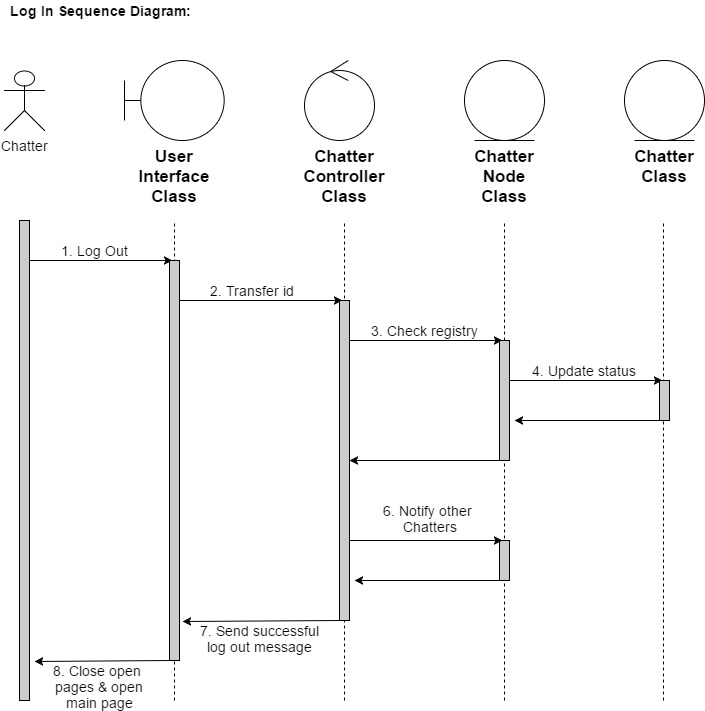 Log In Sequence Diagram:
Chatter
User
Interface
Class
Chatter
Controller
Class
Chatter
Node
Class
Chatter
Class
1. Log Out
2. Transfer id
3. Check registry
4. Update status
6. Notify other
Chatters
7. Send successful
log out message
8. Close open
pages & open
main page